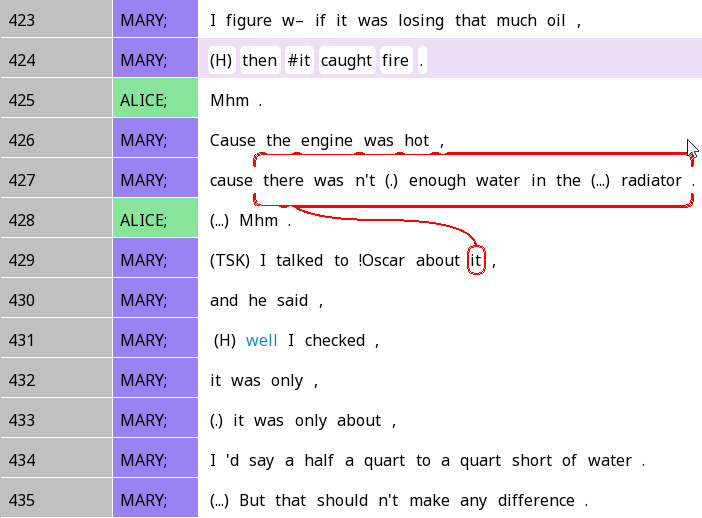 423 MARY; I figure w– if it was losing that much oil ,
424 MARY; (H) then #it caught fire .
425 ALICE; Mhm .
426 MARY; Cause the engine was hot ,
427 MARY; cause there was n't (.) enough water in the (...) radiator .
428 ALICE; (...) Mhm .
429 MARY; (TSK) I talked to !Oscar about it ,
430 MARY; and he said ,
431 MARY; (H) well I checked ,
432 MARY; it was only ,
433 MARY; (.) it was only about ,
434 MARY; I 'd say a half a quart to a quart short of water .
435 MARY; (...) But that should n't make any difference .